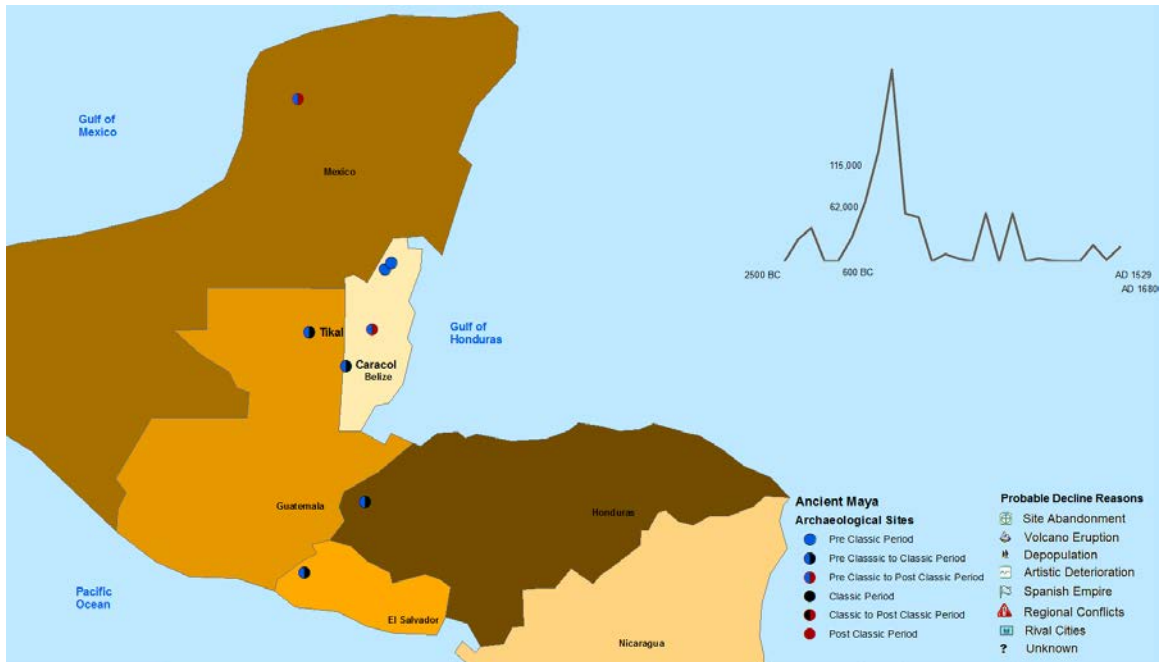 Gulf of
Mexico
Mexico
115,000
62,000
2500 BC
600 BC
AD 1529
AD 1680
Tikal
Gulf of
Honduras
Caracol
Belize
Guatemala
Honduras
Pacific
Ocean
El Salvador
Nicaragua
Ancient Maya
Archaeological Sites
Pre Classic Period
Pre Classsic to Classic Period
Pre Classic to Post Classic Period
Classic Period
Classic to Post Classic Period
Post Classic Period
Probable Decline Reasons
Site Abandonment
Volcano Eruption
Depopulation
Artistic Deterioration
Spanish Empire
Regional Conflicts
Rival Cities
? Unknown